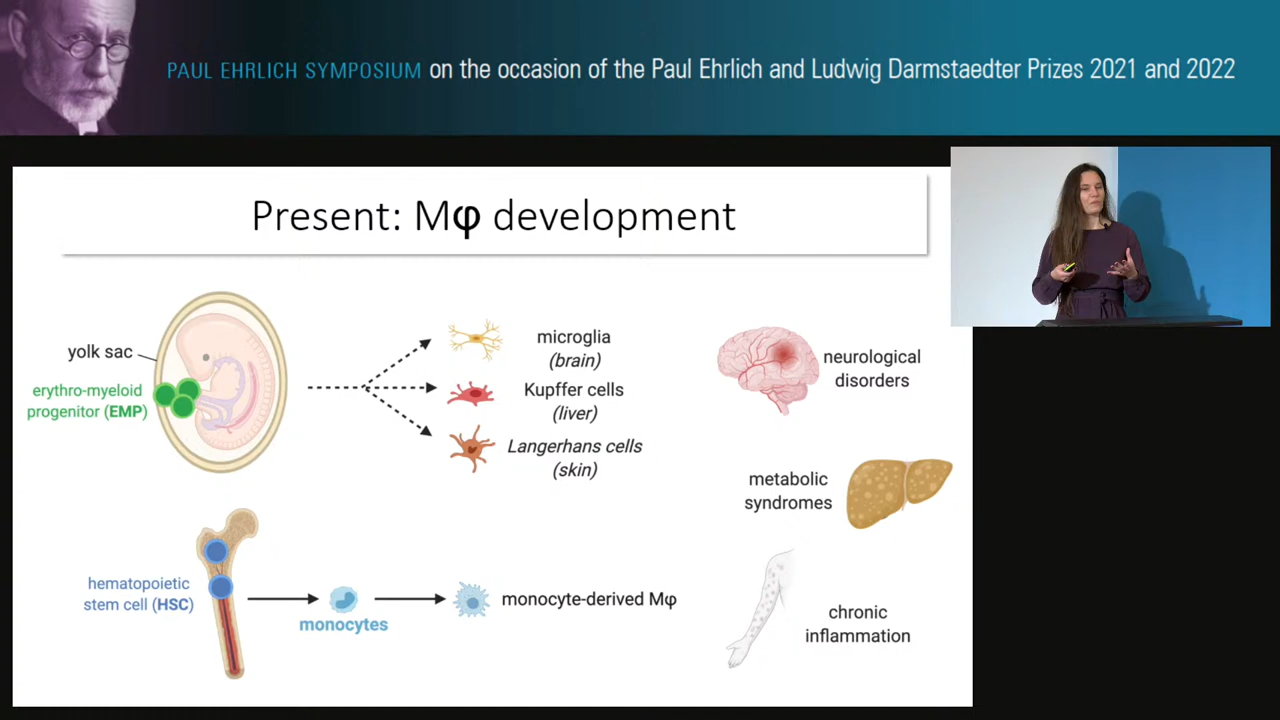 PAUL EHRLICH SYMPOSIUM on the occasion of the Paul Ehrlich and Ludwig Darmstaedter Prizes 2021 and 2022
Present: Mφ development
yolk sac
erythro-myeloid
progenitor (EMP)
microglia
(brain)
Kupffer cells
(liver)
Langerhans cells
(skin)
neurological
disorders
metabolic
syndromes
hematopoietic
stem cell (HSC)
monocytes
monocyte-derived Mφ
chronic
inflammation